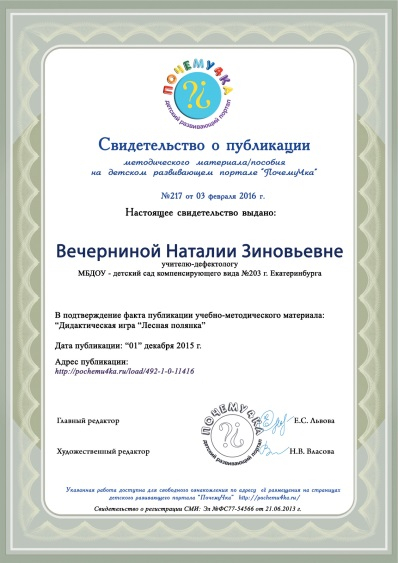 ПОЧЕМУ4КА
детский развивающий портал
Свидетельство о публикации
методического материала/пособия
на детском развивающем портале "ПочемуЧка"
№217 от 03 февраля 2016 г.
Настоящее свидетельство выдано:
Вечерниной Наталии Зиновьевне
учителю-дефектологу
МБДОУ - детский сад компенсирующего вида №203 г. Екатеринбурга
В подтверждение факта публикации учебно-методического материала:
"Дидактическая игра "Лесная полянка"
Дата публикации: "01" декабря 2015 г.
Адрес публикации:
http://pochemu4ka.ru/load/492-1-0-11416
ПОЧЕМУ4КА
детский развивающий портал
Главный редактор Е.С. Львова
Художественный редактор Н.В. Власова
Указанная работа доступна для свободного ознакомления по адресу её размещения на страницах
детского развивающего портала "ПочемуЧка" http://pochemu4ka.ru/
Свидетельство о регистрации СМИ: Эл №ФС77-54566 от 21.06.2013 г.